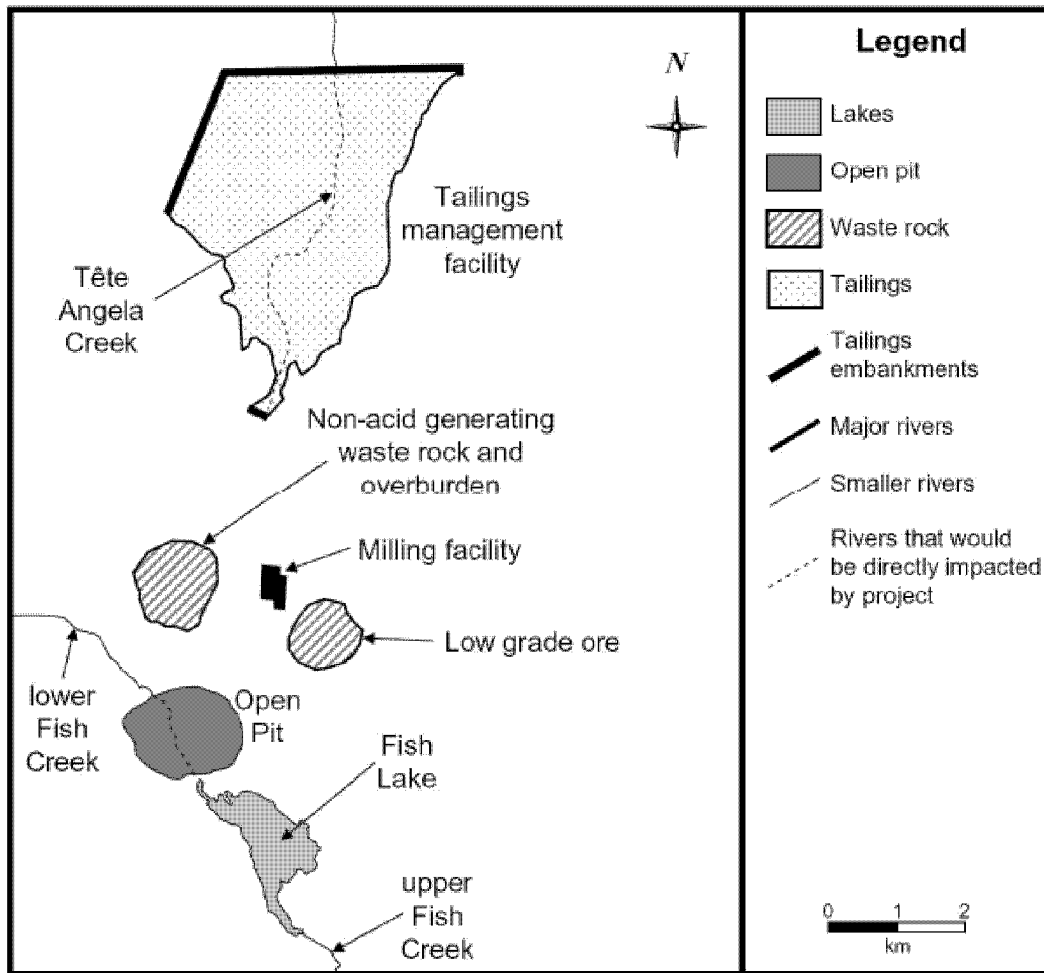 N
Tailings
management
facility
Tête
Angela
Creek
Non-acid generating
waste rock and
overburden
Milling facility
Low grade ore
lower
Fish
Creek
Open
Pit
Fish
Lake
upper
Fish
Creek
Legend
Lakes
Open pit
Waste rock
Tailings
Tailings
embankments
Major rivers
Smaller rivers
Rivers that would
be directly impacted
by project
0 1 2
km